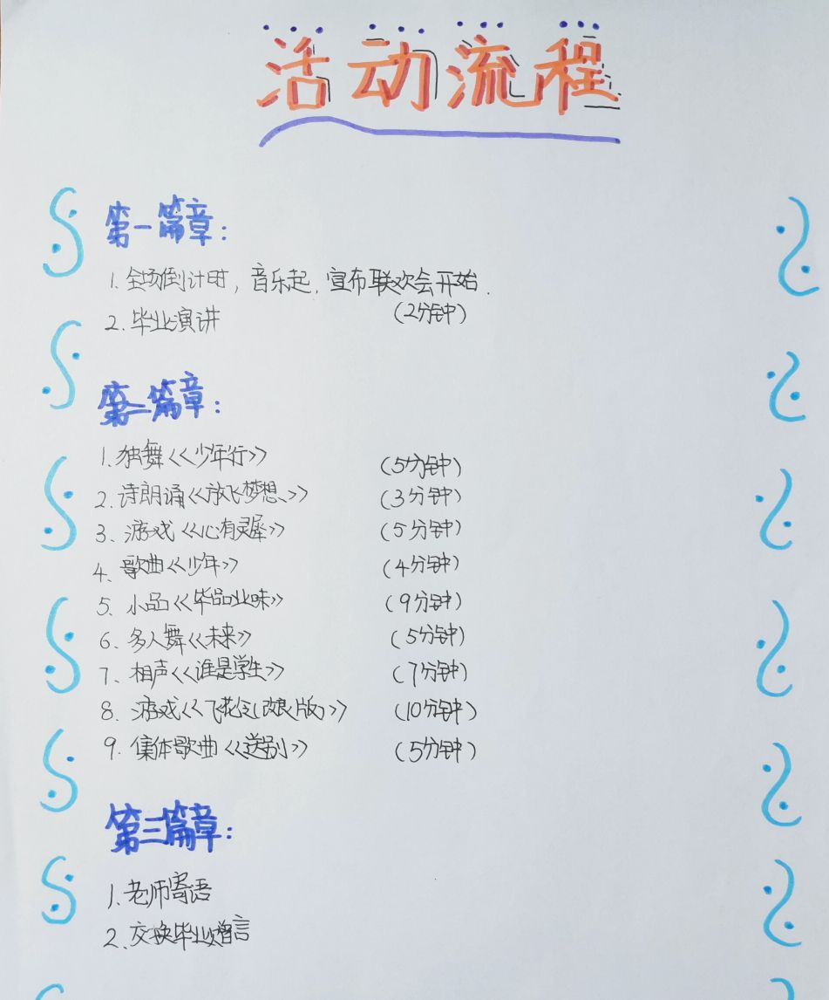 活动流程
第一篇章:
1. 全场倒计时, 音乐起, 宣布联欢会开始.
2. 毕业演讲 (2分钟)
第二篇章:
1. 独舞《少年行》 (5分钟)
2. 诗朗诵《放飞梦想》 (3分钟)
3. 游戏《心有灵犀》 (5分钟)
4. 歌曲《少年》 (4分钟)
5. 小品《毕品业味》 (9分钟)
6. 多人舞《未来》 (5分钟)
7. 相声《谁是学生》 (7分钟)
8. 游戏《飞花令(改良版)》 (10分钟)
9. 集体歌曲《送别》 (5分钟)
第三篇章:
1. 老师寄语
2. 交换毕业赠言